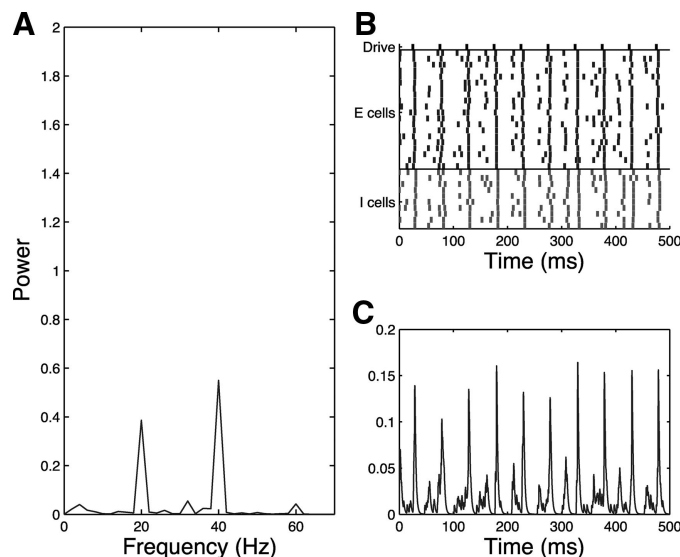 A
2
1.8
1.6
1.4
1.2
1
0.8
0.6
0.4
0.2
0
0 20 40 60
Power
Frequency (Hz)
B
Drive
E cells
I cells
0 100 200 300 400 500
Time (ms)
C
0.2
0.15
0.1
0.05
0
0 100 200 300 400 500
Time (ms)